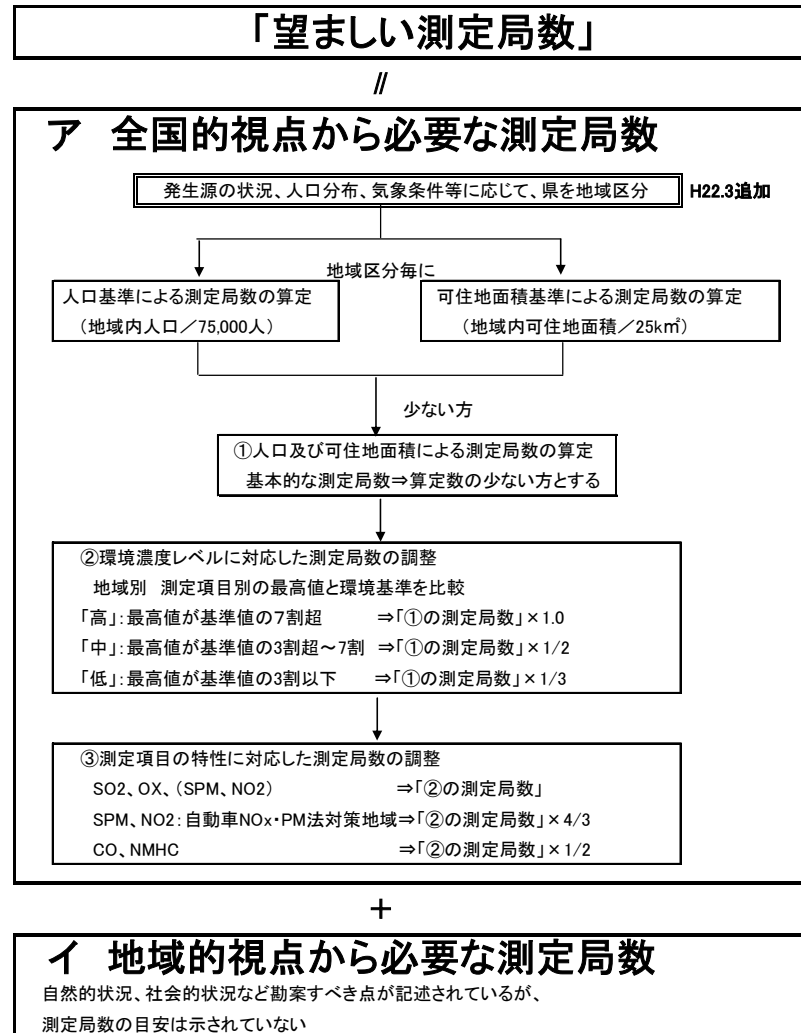 「望ましい測定局数」
〃
ア 全国的視点から必要な測定局数
発生源の状況、人口分布、気象条件等に応じて、県を地域区分 H22.3追加
地域区分毎に
人口基準による測定局数の算定
（地域内人口／75,000人）
可住地面積基準による測定局数の算定
（地域内可住地面積／25k㎡）
少ない方
①人口及び可住地面積による測定局数の算定
基本的な測定局数⇒算定数の少ない方とする
②環境濃度レベルに対応した測定局数の調整
地域別 測定項目別の最高値と環境基準を比較
「高」：最高値が基準値の7割超 ⇒「①の測定局数」×1.0
「中」：最高値が基準値の3割超～7割 ⇒「①の測定局数」×1/2
「低」：最高値が基準値の3割以下 ⇒「①の測定局数」×1/3
③測定項目の特性に対応した測定局数の調整
SO2、OX、（SPM、NO2） ⇒「②の測定局数」
SPM、NO2：自動車NOx・PM法対策地域⇒「②の測定局数」×4/3
CO、NMHC ⇒「②の測定局数」×1/2
＋
イ 地域的視点から必要な測定局数
自然的状況、社会的状況など勘案すべき点が記述されているが、
測定局数の目安は示されていない